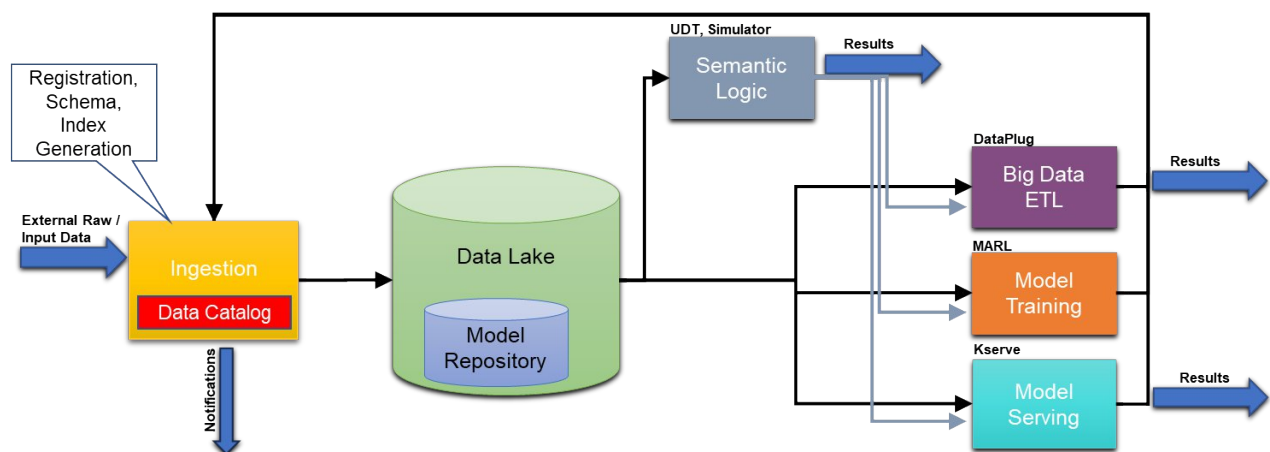 Registration,
Schema,
Index
Generation
External Raw /
Input Data
Ingestion
Data Catalog
Notifications
Data Lake
Model
Repository
UDT, Simulator
Semantic
Logic
Results
DataPlug
Big Data
ETL
Results
MARL
Model
Training
Kserve
Model
Serving
Results